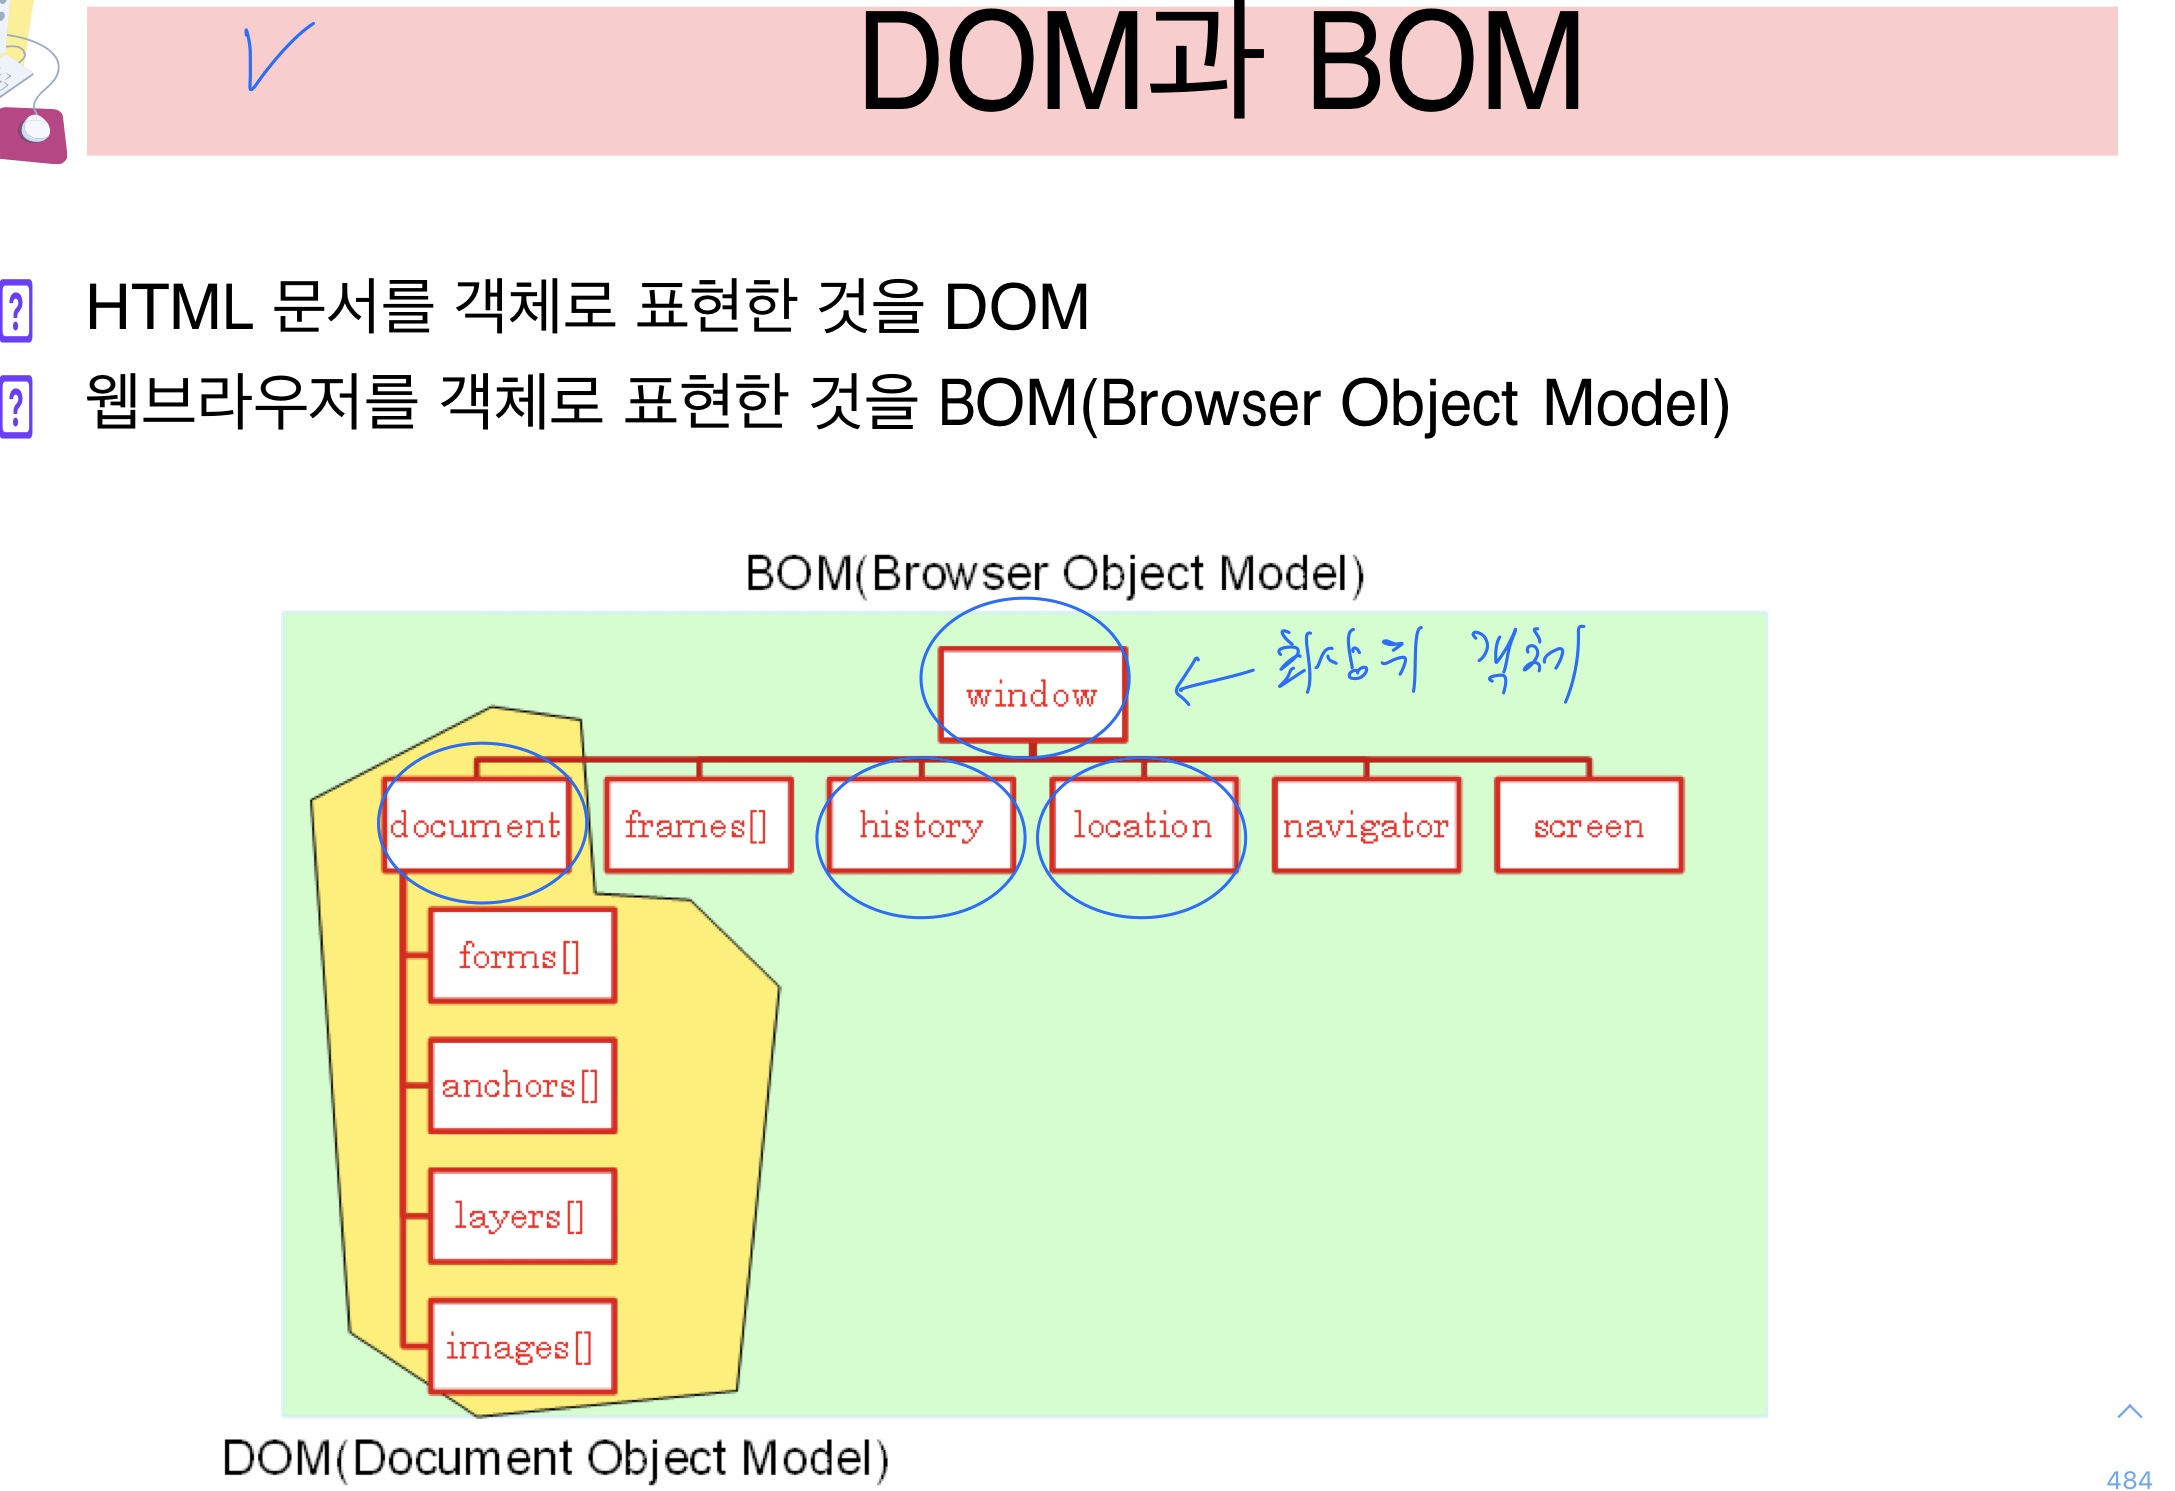 DOM과 BOM
HTML 문서를 객체로 표현한 것을 DOM
웹브라우저를 객체로 표현한 것을 BOM(Browser Object Model)
BOM(Browser Object Model)
window
최상위 객체
document frames[] history location navigator screen
forms[]
anchors[]
layers[]
images[]
DOM(Document Object Model)
484